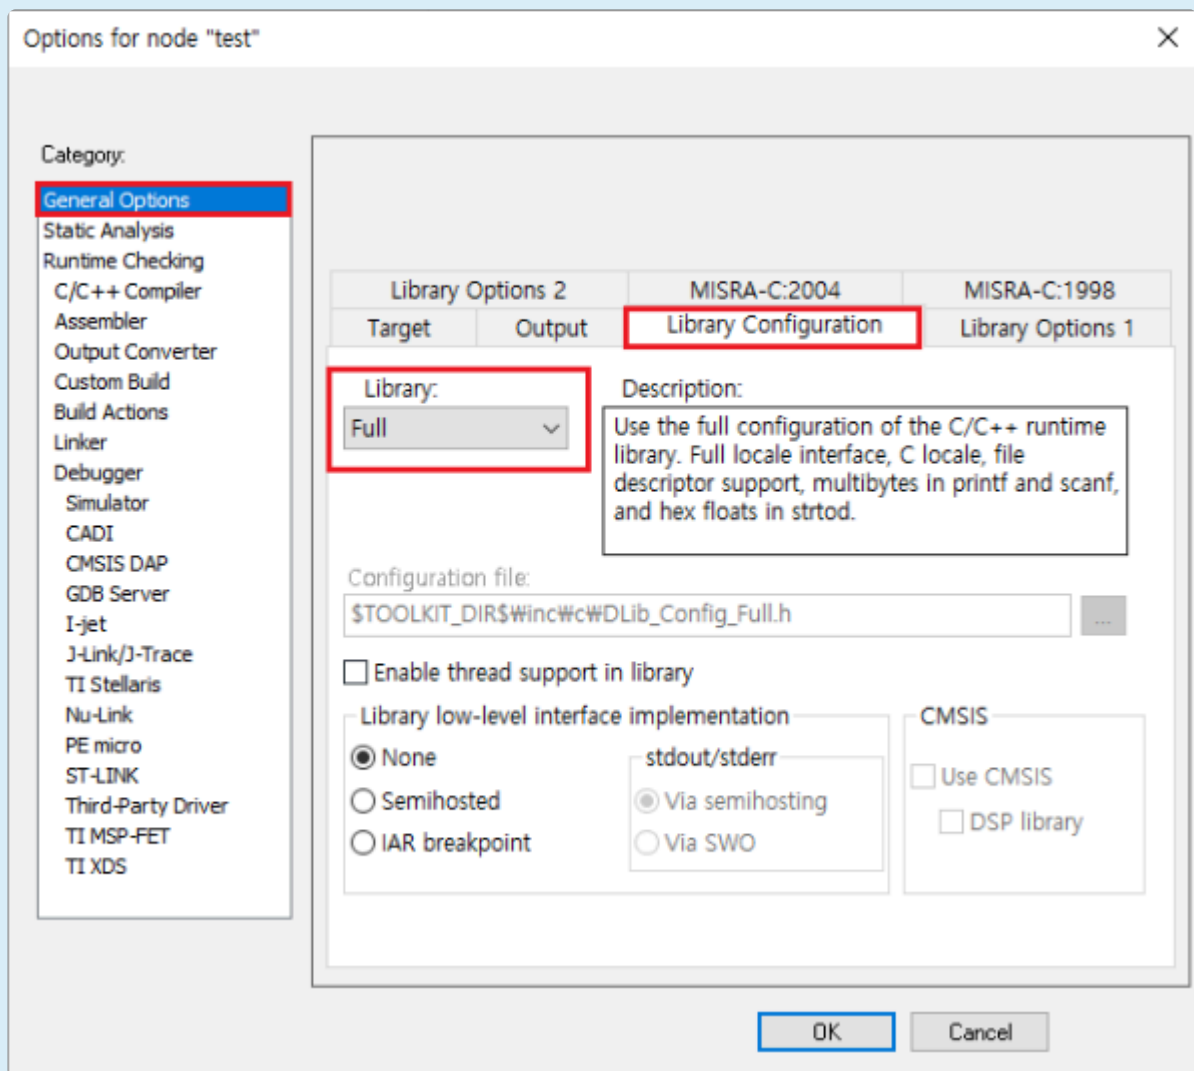 Options for node "test"
Category:
General Options
Static Analysis
Runtime Checking
C/C++ Compiler
Assembler
Output Converter
Custom Build
Build Actions
Linker
Debugger
Simulator
CADI
CMSIS DAP
GDB Server
I-jet
J-Link/J-Trace
TI Stellaris
Nu-Link
PE micro
ST-LINK
Third-Party Driver
TI MSP-FET
TI XDS
Library Options 2 MISRA-C:2004 MISRA-C:1998
Target Output Library Configuration Library Options 1
Library:
Full
Description:
Use the full configuration of the C/C++ runtime
library. Full locale interface, C locale, file
descriptor support, multibytes in printf and scanf,
and hex floats in strtod.
Configuration file:
$TOOLKIT_DIR$₩inc₩c₩DLib_Config_Full.h
...
Enable thread support in library
Library low-level interface implementation
None
Semihosted
IAR breakpoint
stdout/stderr
Via semihosting
Via SWO
CMSIS
Use CMSIS
DSP library
OK Cancel